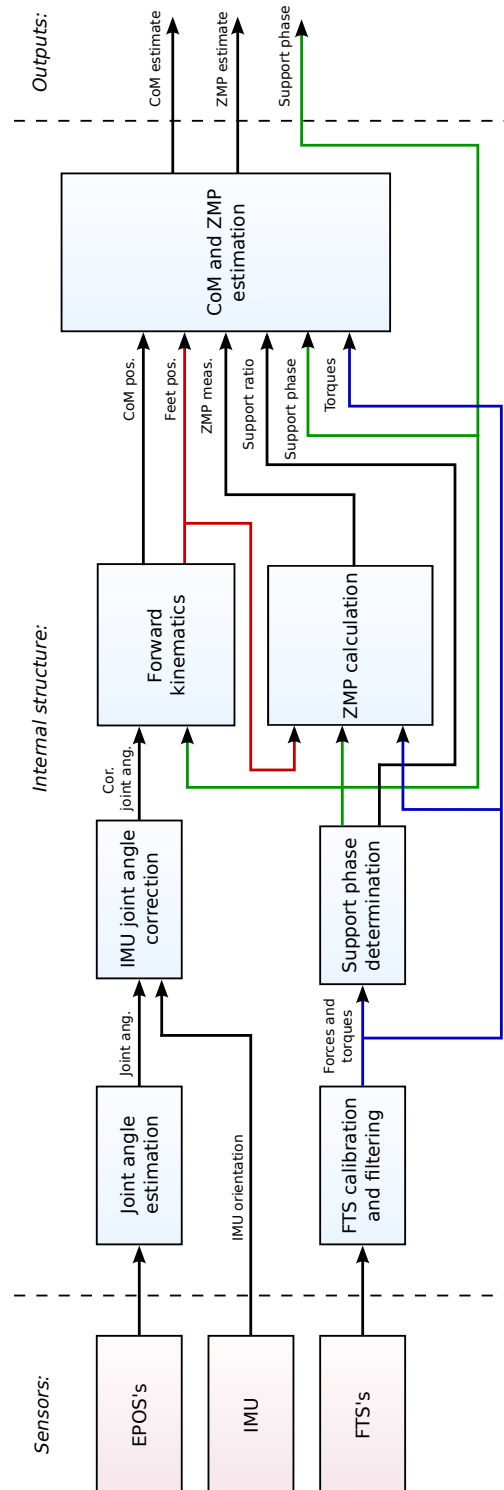 Sensors:
Internal structure:
Outputs:
EPOS's
IMU
FTS's
Joint angle
estimation
Joint ang.
IMU orientation
IMU joint angle
correction
Cor.
joint ang.
FTS calibration
and filtering
Forces and
torques
Support phase
determination
Forward
kinematics
ZMP calculation
CoM pos.
Feet pos.
ZMP meas.
Support ratio
Support phase
Torques
CoM and ZMP
estimation
CoM estimate
ZMP estimate
Support phase